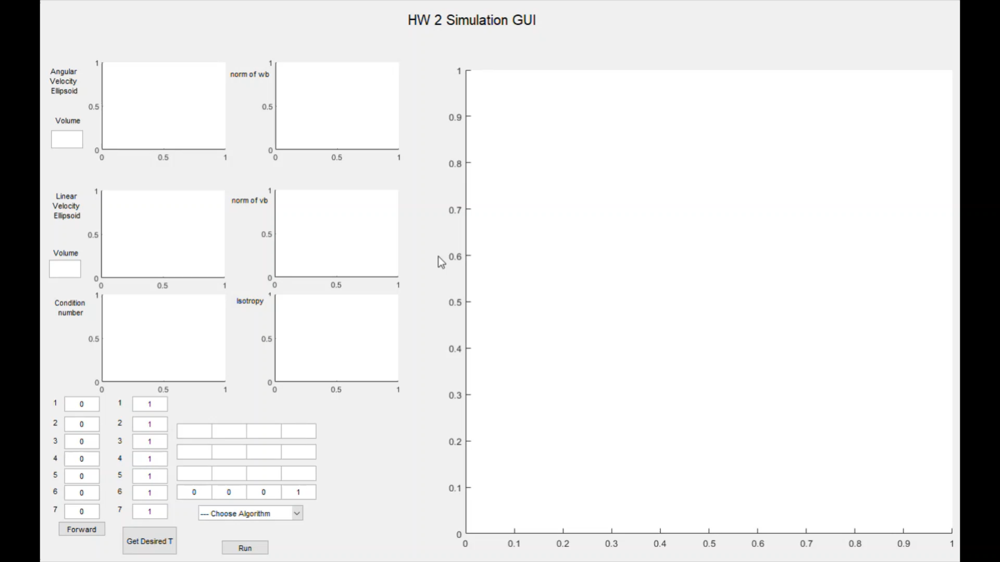 HW 2 Simulation GUI
Angular
Velocity
Ellipsoid
Volume
1
0.5
0
0 0.5 1
norm of wb
1
0.5
0
0 0.5 1
Linear
Velocity
Ellipsoid
Volume
1
0.5
0
0 0.5 1
norm of vb
1
0.5
0
0 0.5 1
Condition
number
1
0.5
0
0 0.5 1
Isotropy
1
0.5
0
0 0.5 1
1 0 1 1
2 0 2 1
3 0 3 1
4 0 4 1
5 0 5 1
6 0 6 1
7 0 7 1
0 0 0 1
--- Choose Algorithm
Forward
Get Desired T
Run
1
0.9
0.8
0.7
0.6
0.5
0.4
0.3
0.2
0.1
0
0 0.1 0.2 0.3 0.4 0.5 0.6 0.7 0.8 0.9 1